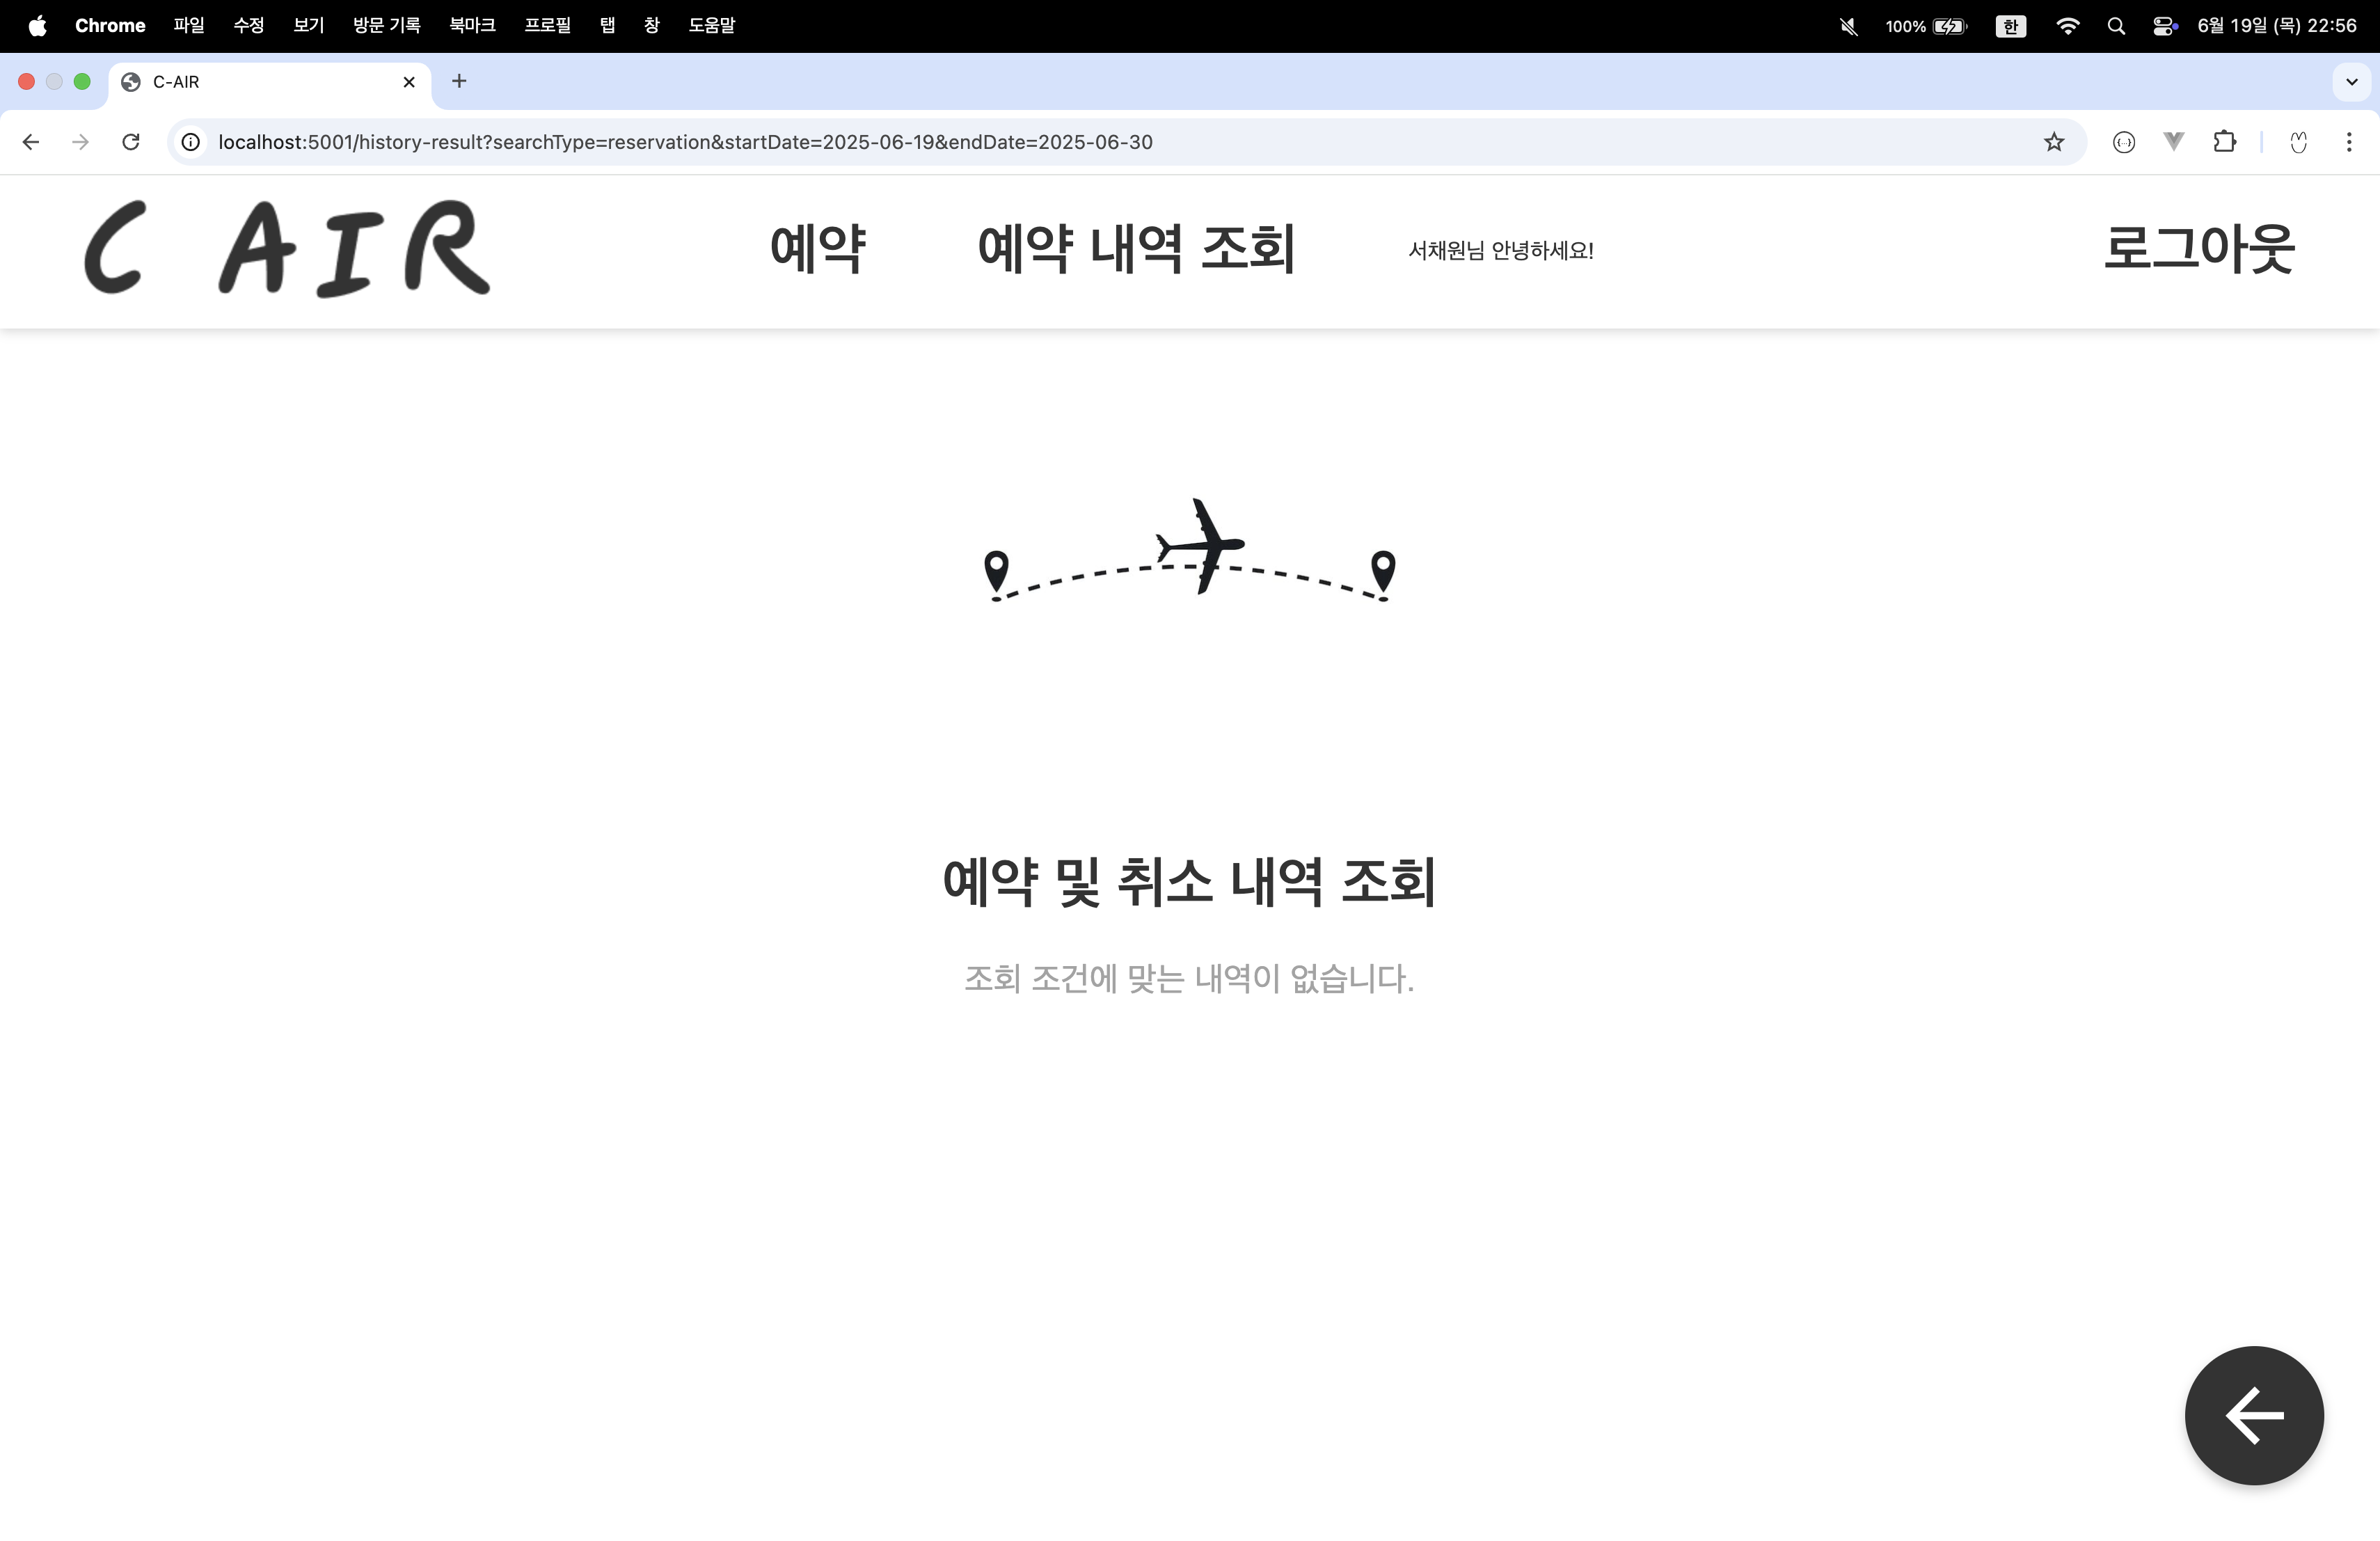 Chrome 파일 수정 보기 방문 기록 북마크 프로필 탭 창 도움말 100% 한 6월 19일 (목) 22:56
C-AIR
localhost:5001/history-result?searchType=reservation&startDate=2025-06-19&endDate=2025-06-30
C AIR 예약 예약 내역 조회 서채원님 안녕하세요! 로그아웃
예약 및 취소 내역 조회
조회 조건에 맞는 내역이 없습니다.